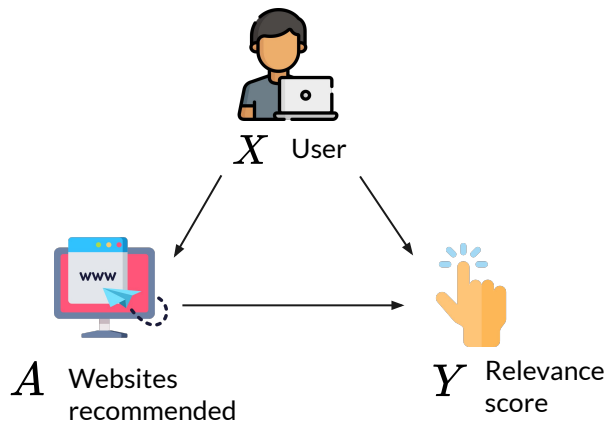 X User
www
A Websites
recommended
Y Relevance
score